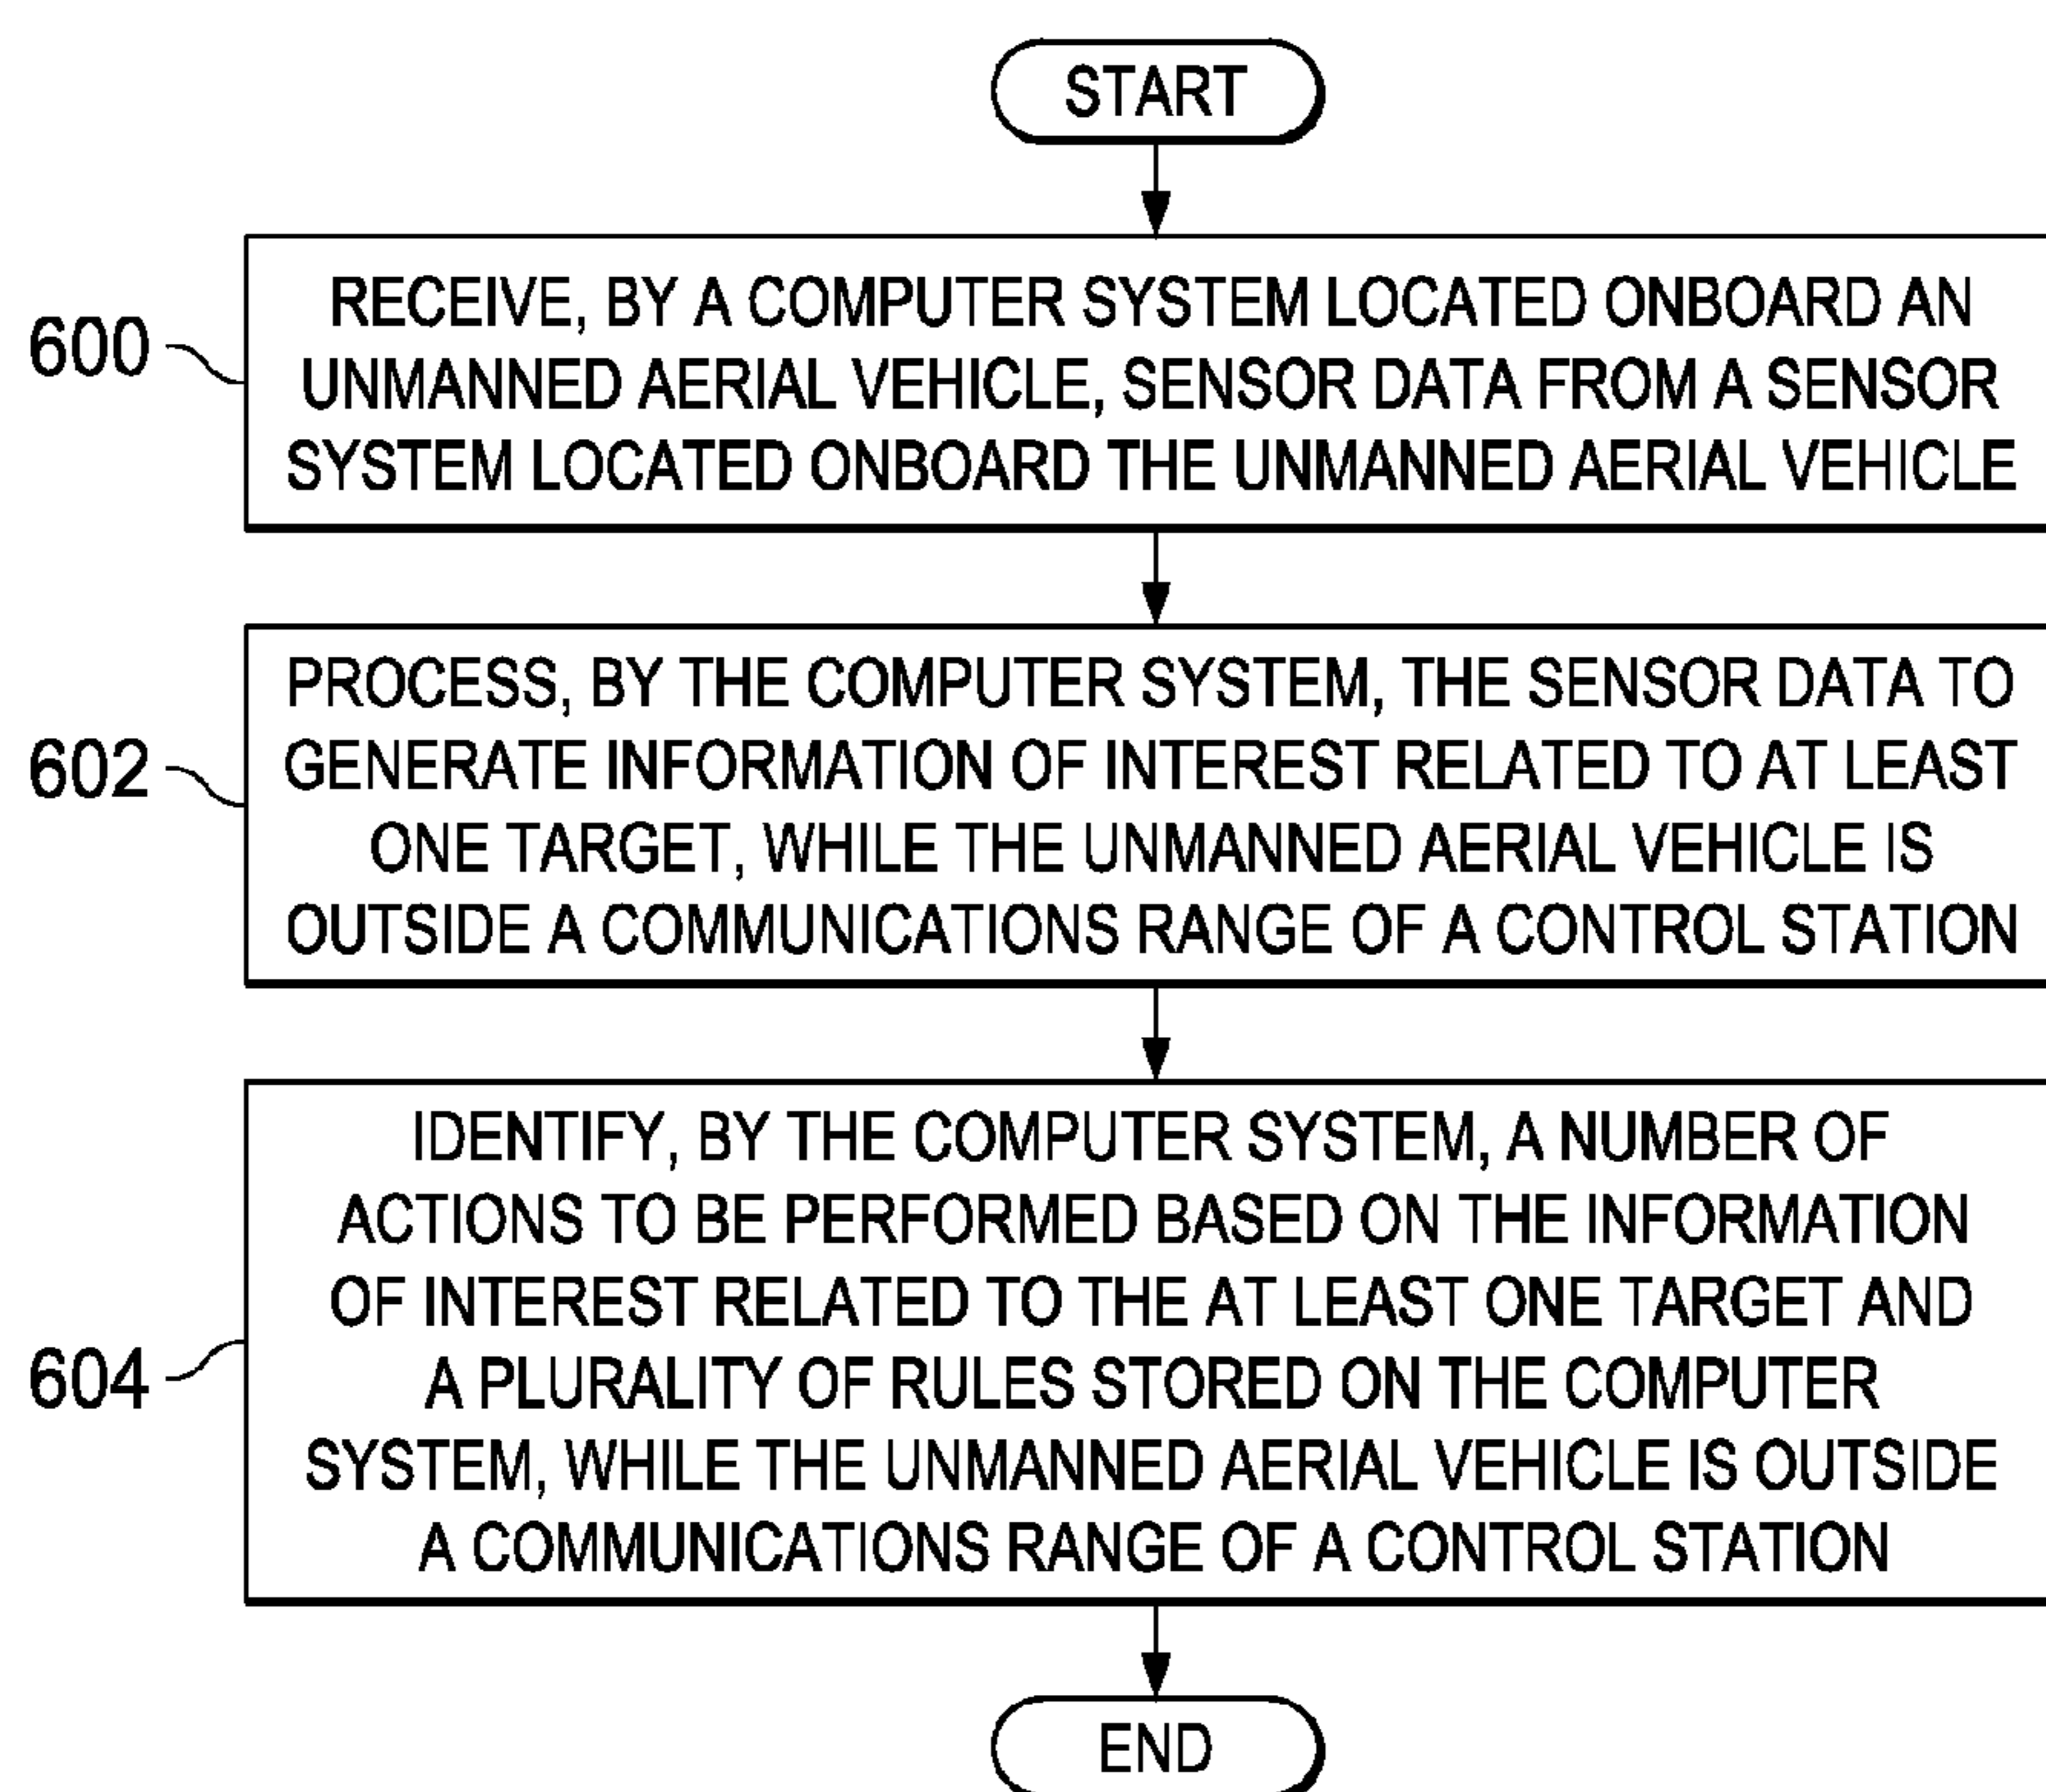 START
600
RECEIVE, BY A COMPUTER SYSTEM LOCATED ONBOARD AN
UNMANNED AERIAL VEHICLE, SENSOR DATA FROM A SENSOR
SYSTEM LOCATED ONBOARD THE UNMANNED AERIAL VEHICLE
602
PROCESS, BY THE COMPUTER SYSTEM, THE SENSOR DATA TO
GENERATE INFORMATION OF INTEREST RELATED TO AT LEAST
ONE TARGET, WHILE THE UNMANNED AERIAL VEHICLE IS
OUTSIDE A COMMUNICATIONS RANGE OF A CONTROL STATION
604
IDENTIFY, BY THE COMPUTER SYSTEM, A NUMBER OF
ACTIONS TO BE PERFORMED BASED ON THE INFORMATION
OF INTEREST RELATED TO THE AT LEAST ONE TARGET AND
A PLURALITY OF RULES STORED ON THE COMPUTER
SYSTEM, WHILE THE UNMANNED AERIAL VEHICLE IS OUTSIDE
A COMMUNICATIONS RANGE OF A CONTROL STATION
END